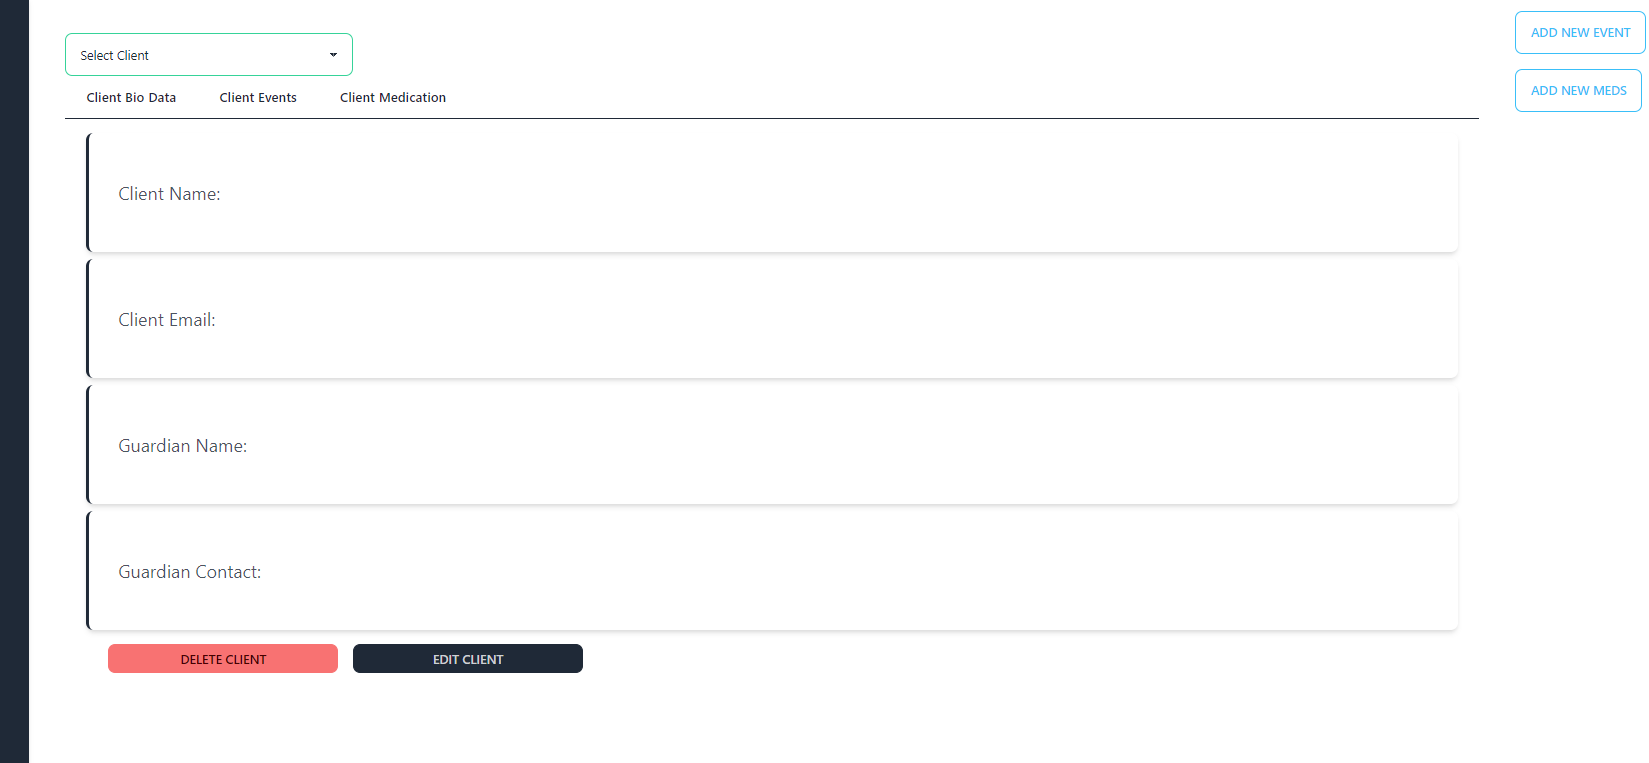 Select Client
ADD NEW EVENT
ADD NEW MEDS
Client Bio Data
Client Events
Client Medication
Client Name:
Client Email:
Guardian Name:
Guardian Contact:
DELETE CLIENT
EDIT CLIENT